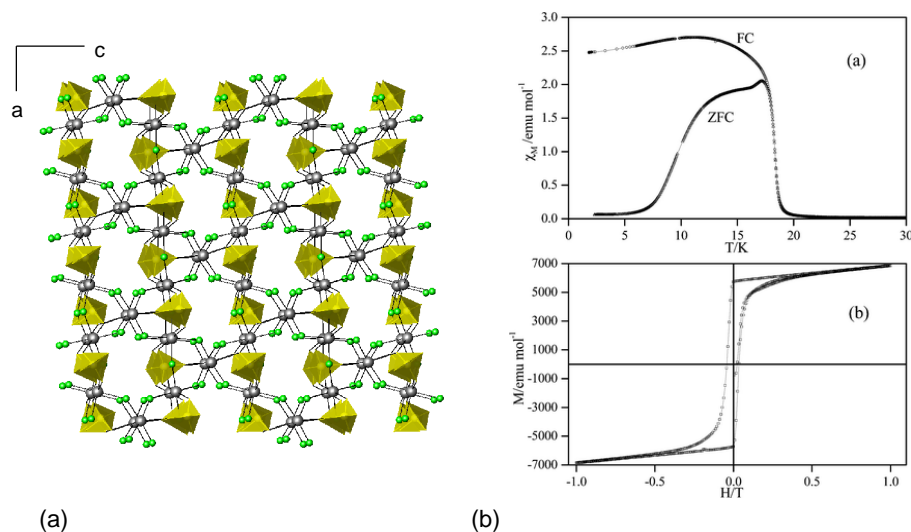 c
a
(a)
3.0
2.5
2.0
1.5
1.0
0.5
0.0
χM /emu mol-1
FC
ZFC
(a)
0 5 10 15 20 25 30
T/K
7000
5000
3000
1000
-1000
-3000
-5000
-7000
M/emu mol-1
(b)
-1.0 -0.5 0.0 0.5 1.0
H/T
(b)